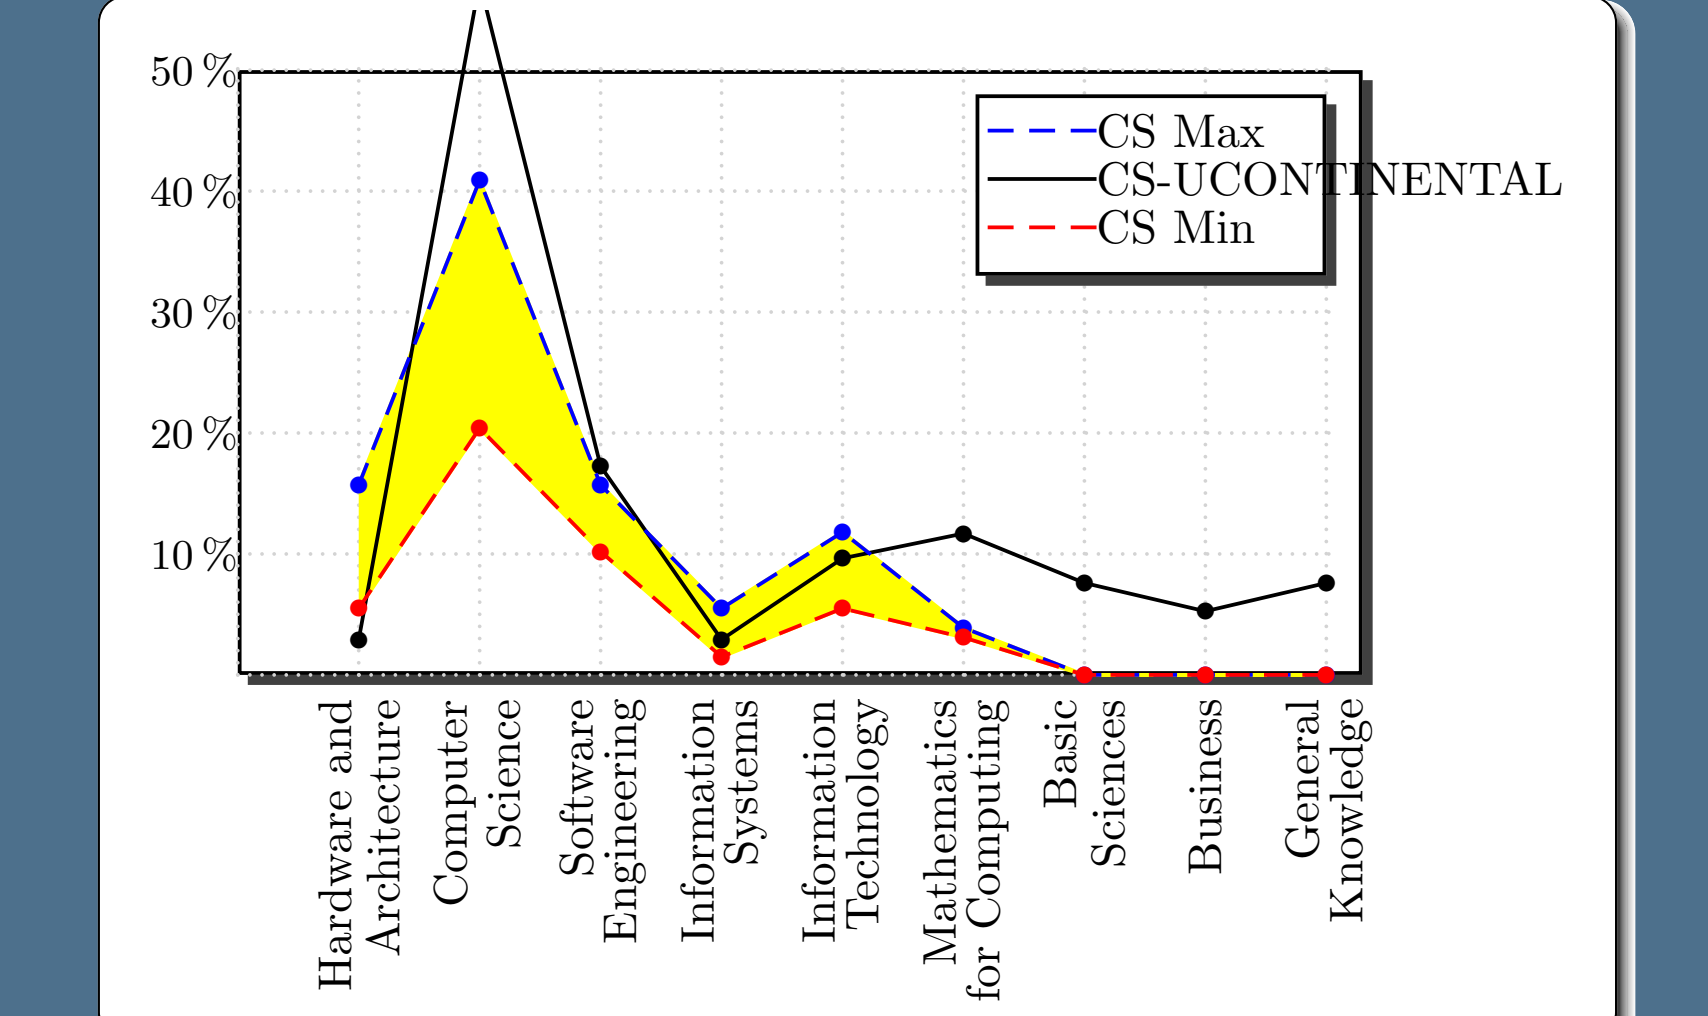 50 %
40 %
30 %
20 %
10 %
CS Max
CS-UCONTINENTAL
CS Min
Hardware and
Architecture
Computer
Science
Software
Engineering
Information
Systems
Information
Technology
Mathematics
for Computing
Basic
Sciences
Business
General
Knowledge